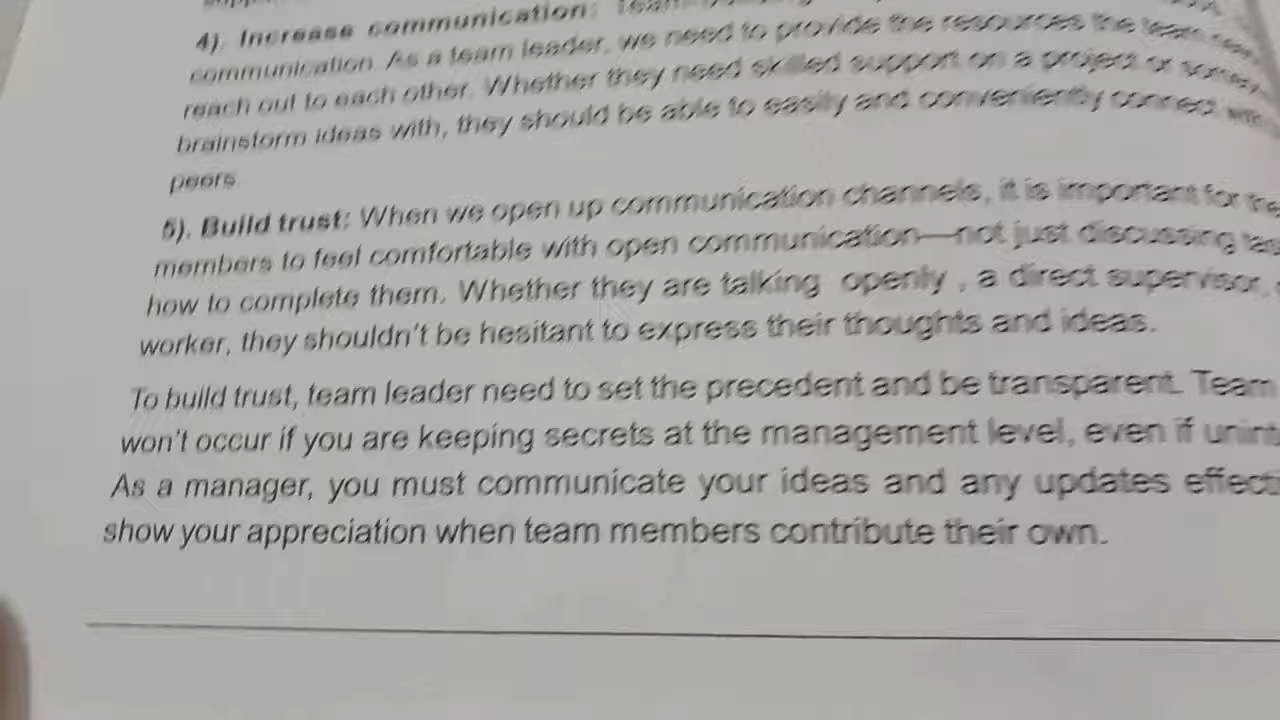 4). Increase communication: Team
communication. As a team leader, we need to provide the resources the team
reach out to each other. Whether they need skilled support on a project or
brainstorm ideas with, they should be able to easily and conveniently connect with
peers.
5). Build trust: When we open up communication channels, it is important for
members to feel comfortable with open communication—not just discussing
how to complete them. Whether they are talking openly , a direct supervisor,
worker, they shouldn't be hesitant to express their thoughts and ideas.
To build trust, team leader need to set the precedent and be transparent. Team
won't occur if you are keeping secrets at the management level, even if
As a manager, you must communicate your ideas and any updates
show your appreciation when team members contribute their own.